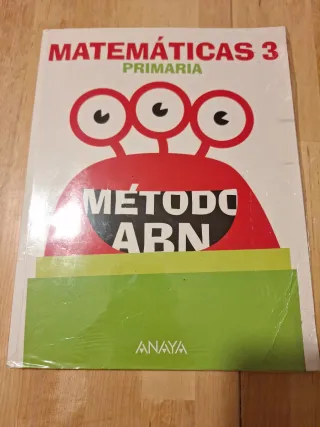 MATEMÁTICAS 3
PRIMARIA
MÉTODO
ABN
ANAYA